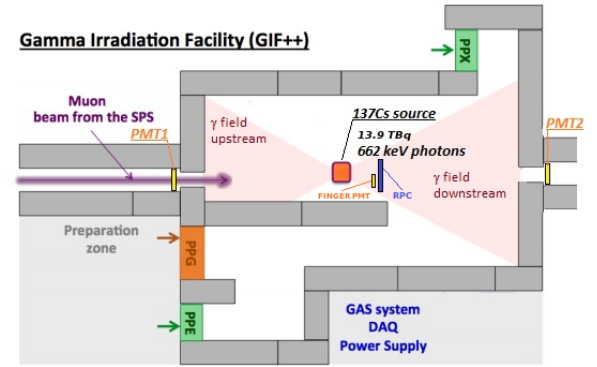 Gamma Irradiation Facility (GIF++)
PPX
Muon
beam from the SPS
PMT1
γ field
upstream
137Cs source
13.9 TBq
662 keV photons
PMT2
FINGER PMT
RPC
γ field
downstream
Preparation
zone
PPG
PPE
GAS system
DAQ
Power Supply